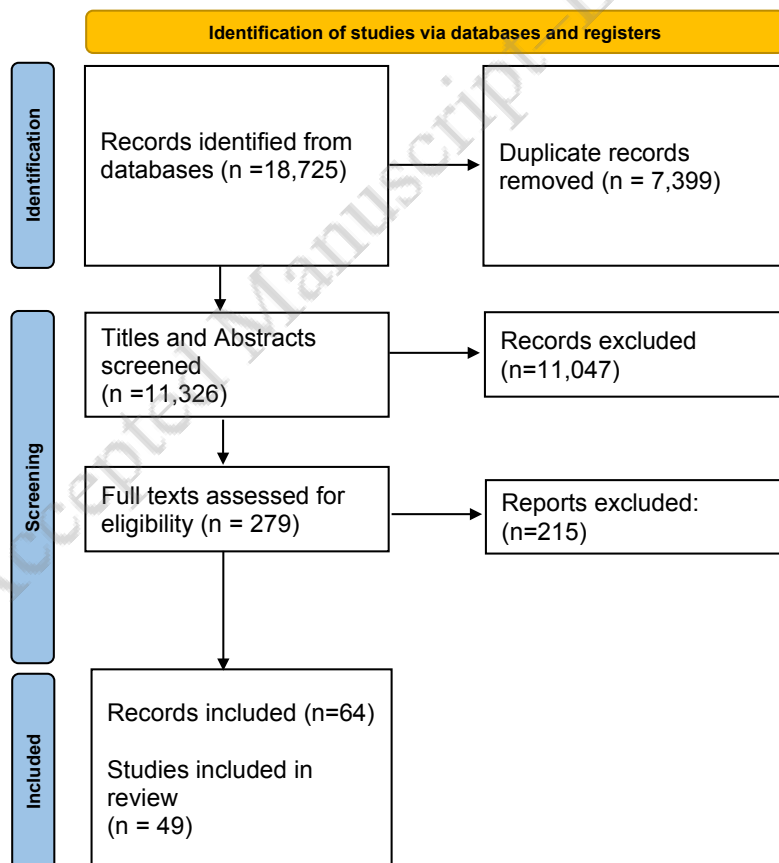 Identification of studies via databases and registers
Identification
Records identified from
databases (n =18,725)
Duplicate records
removed (n = 7,399)
Screening
Titles and Abstracts
screened
(n =11,326)
Records excluded
(n=11,047)
Full texts assessed for
eligibility (n = 279)
Reports excluded:
(n=215)
Included
Records included (n=64)
Studies included in
review
(n = 49)
Accepted Manuscript